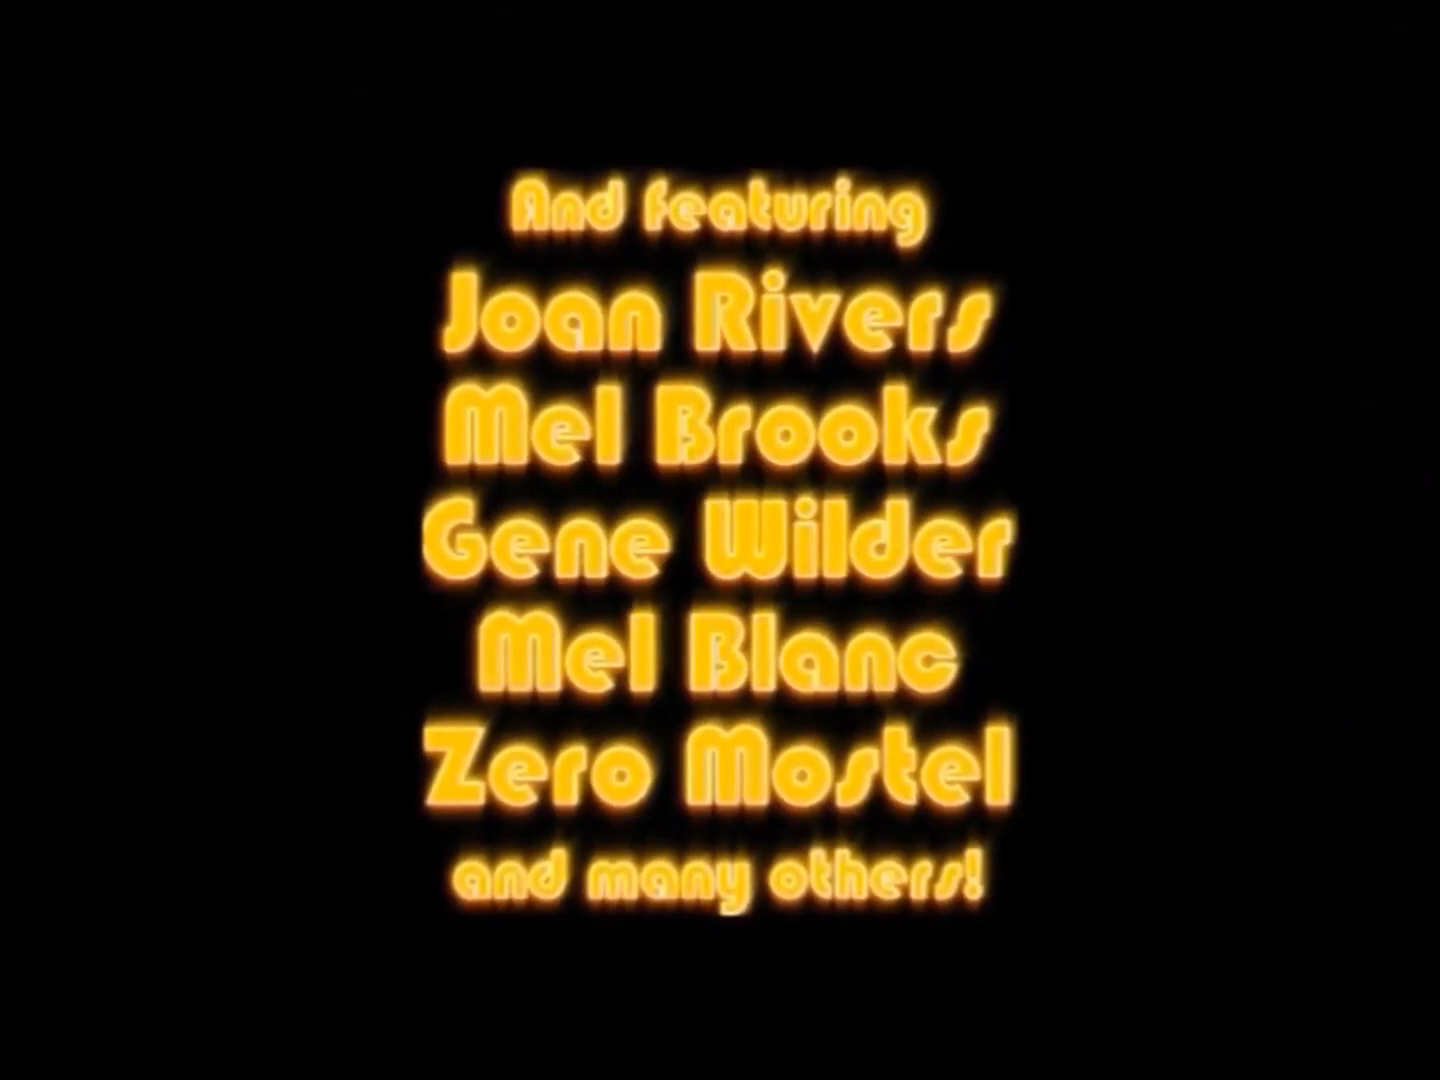 And featuring
Joan Rivers
Mel Brooks
Gene Wilder
Mel Blanc
Zero Mostel
and many others!